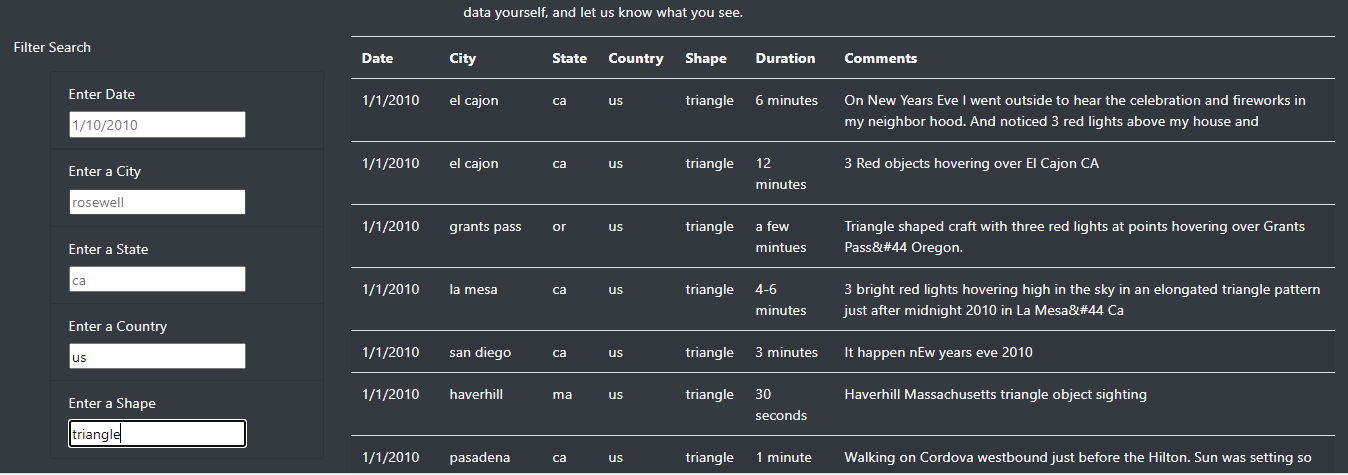 data yourself, and let us know what you see.
Filter Search
Enter Date
1/10/2010
Enter a City
rosewell
Enter a State
ca
Enter a Country
us
Enter a Shape
triangle
Date City State Country Shape Duration Comments
1/1/2010 el cajon ca us triangle 6 minutes On New Years Eve I went outside to hear the celebration and fireworks in
my neighbor hood. And noticed 3 red lights above my house and
1/1/2010 el cajon ca us triangle 12 3 Red objects hovering over El Cajon CA
minutes
1/1/2010 grants pass or us triangle a few Triangle shaped craft with three red lights at points hovering over Grants
mintues Pass&#44 Oregon.
1/1/2010 la mesa ca us triangle 4-6 3 bright red lights hovering high in the sky in an elongated triangle pattern
minutes just after midnight 2010 in La Mesa&#44 Ca
1/1/2010 san diego ca us triangle 3 minutes It happen nEw years eve 2010
1/1/2010 haverhill ma us triangle 30 Haverhill Massachusetts triangle object sighting
seconds
1/1/2010 pasadena ca us triangle 1 minute Walking on Cordova westbound just before the Hilton. Sun was setting so